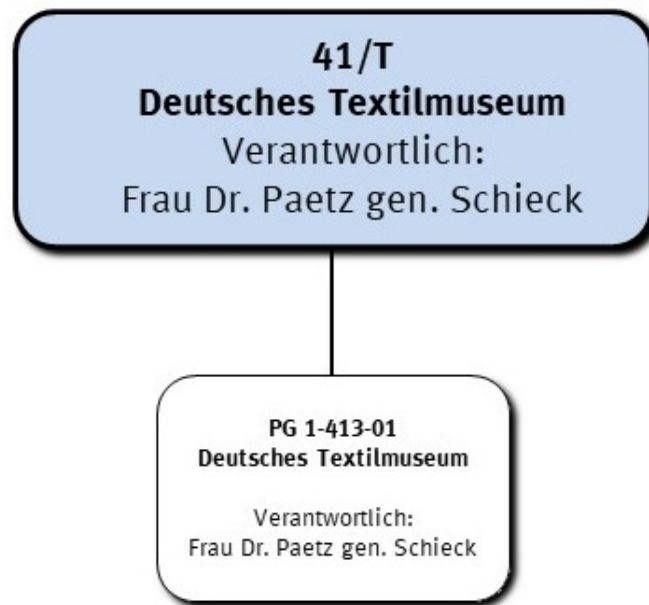 41/T
Deutsches Textilmuseum
Verantwortlich:
Frau Dr. Paetz gen. Schieck
PG 1-413-01
Deutsches Textilmuseum
Verantwortlich:
Frau Dr. Paetz gen. Schieck